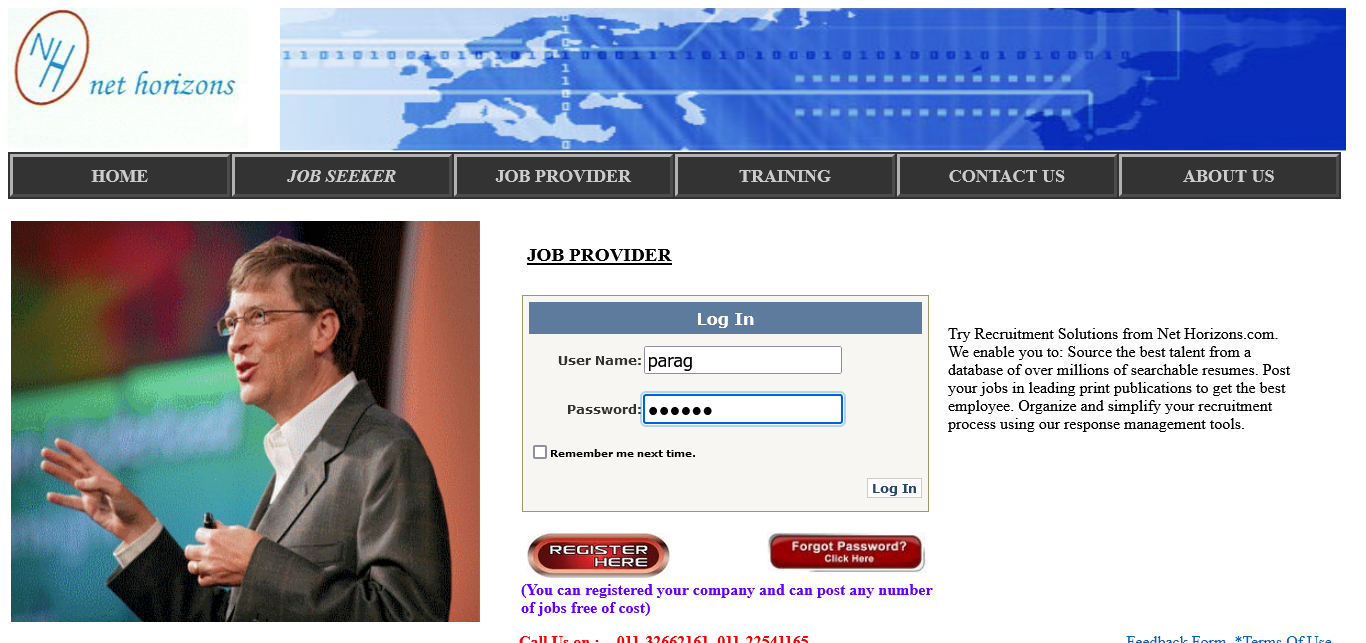 NH net horizons
HOME JOB SEEKER JOB PROVIDER TRAINING CONTACT US ABOUT US
JOB PROVIDER
Log In
User Name: parag
Password: ●●●●●●
Remember me next time.
Log In
REGISTER
HERE
Forgot Password?
Click Here
(You can registered your company and can post any number
of jobs free of cost)
Try Recruitment Solutions from Net Horizons.com.
We enable you to: Source the best talent from a
database of over millions of searchable resumes. Post
your jobs in leading print publications to get the best
employee. Organize and simplify your recruitment
process using our response management tools.
Call Us on : 011-32662161, 011-22541165
Feedback Form *Terms Of Use